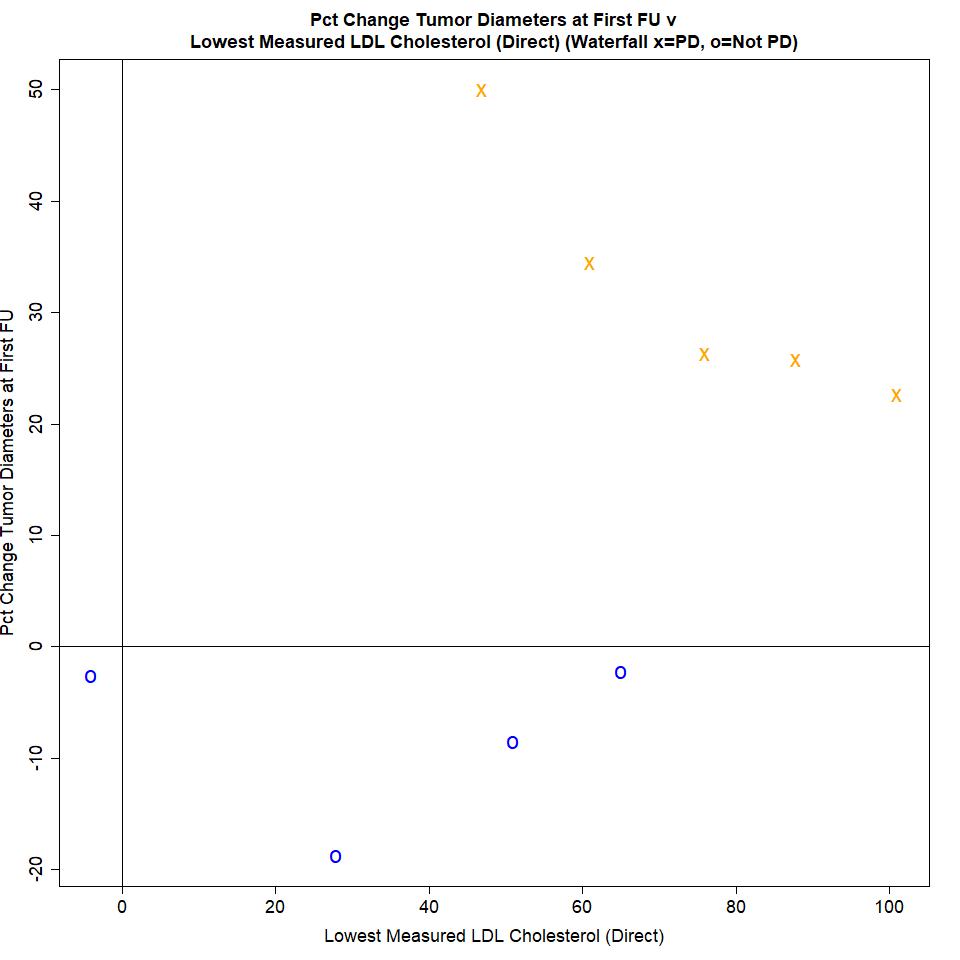 Pct Change Tumor Diameters at First FU v
Lowest Measured LDL Cholesterol (Direct) (Waterfall x=PD, o=Not PD)
Pct Change Tumor Diameters at First FU
50
40
30
20
10
0
-10
-20
x
x
x
x
x
o
o
o
o
0 20 40 60 80 100
Lowest Measured LDL Cholesterol (Direct)